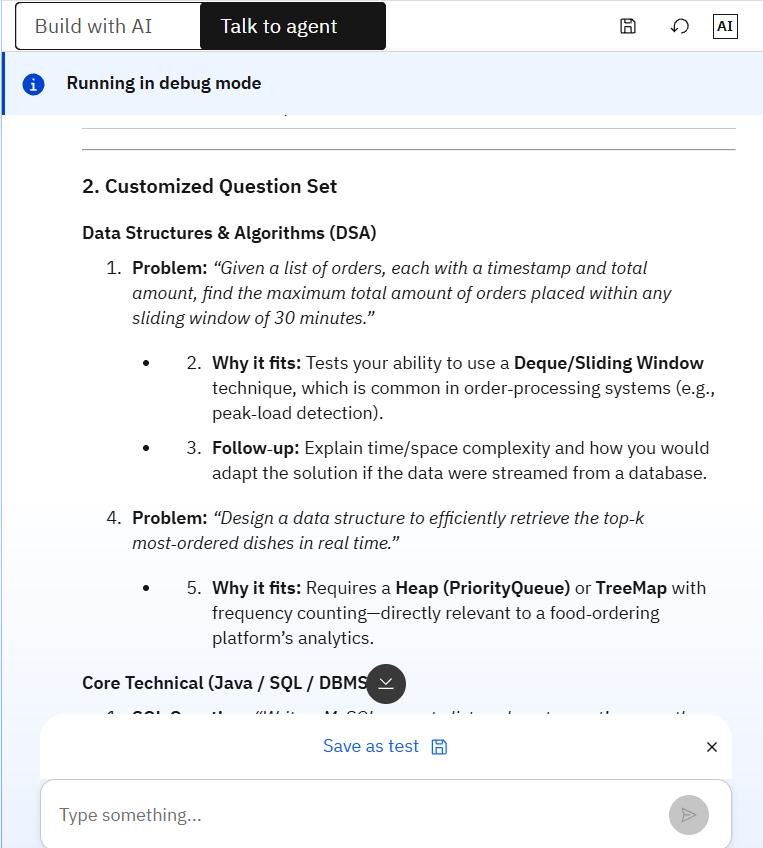 Build with AI
Talk to agent
AI
Running in debug mode
2. Customized Question Set
Data Structures & Algorithms (DSA)
1. Problem: “Given a list of orders, each with a timestamp and total
amount, find the maximum total amount of orders placed within any
sliding window of 30 minutes.”
• 2. Why it fits: Tests your ability to use a Deque/Sliding Window
technique, which is common in order-processing systems (e.g.,
peak-load detection).
• 3. Follow-up: Explain time/space complexity and how you would
adapt the solution if the data were streamed from a database.
4. Problem: “Design a data structure to efficiently retrieve the top-k
most-ordered dishes in real time.”
• 5. Why it fits: Requires a Heap (PriorityQueue) or TreeMap with
frequency counting—directly relevant to a food-ordering
platform’s analytics.
Core Technical (Java / SQL / DBMS
Save as test
Type something...